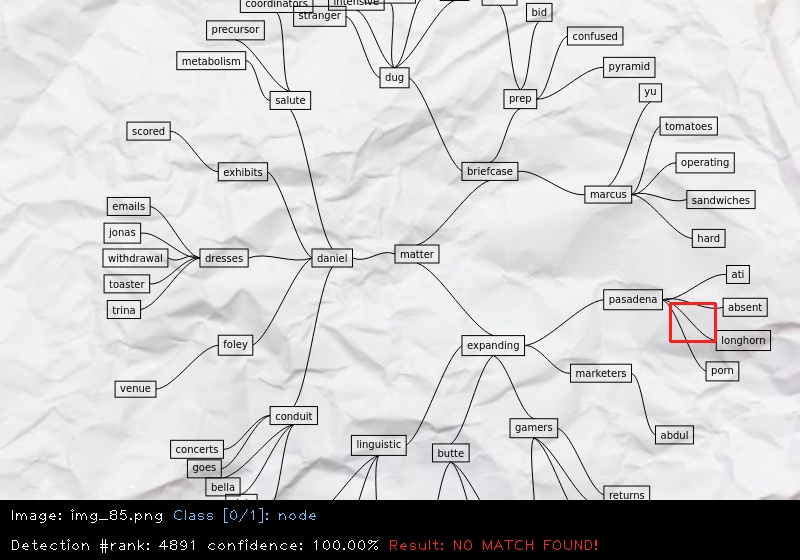 coordinators
intensive
stranger
bid
precursor
confused
metabolism
dug
pyramid
salute
prep
yu
scored
tomatoes
exhibits
briefcase
operating
marcus
sandwiches
emails
jonas
hard
withdrawal
dresses
daniel
matter
ati
toaster
pasadena
absent
trina
longhorn
foley
expanding
porn
marketers
venue
conduit
gamers
abdul
concerts
linguistic
butte
goes
bella
returns
Image: img_85.png Class [0/1]: node
Detection #rank: 4891 confidence: 100.00% Result: NO MATCH FOUND!